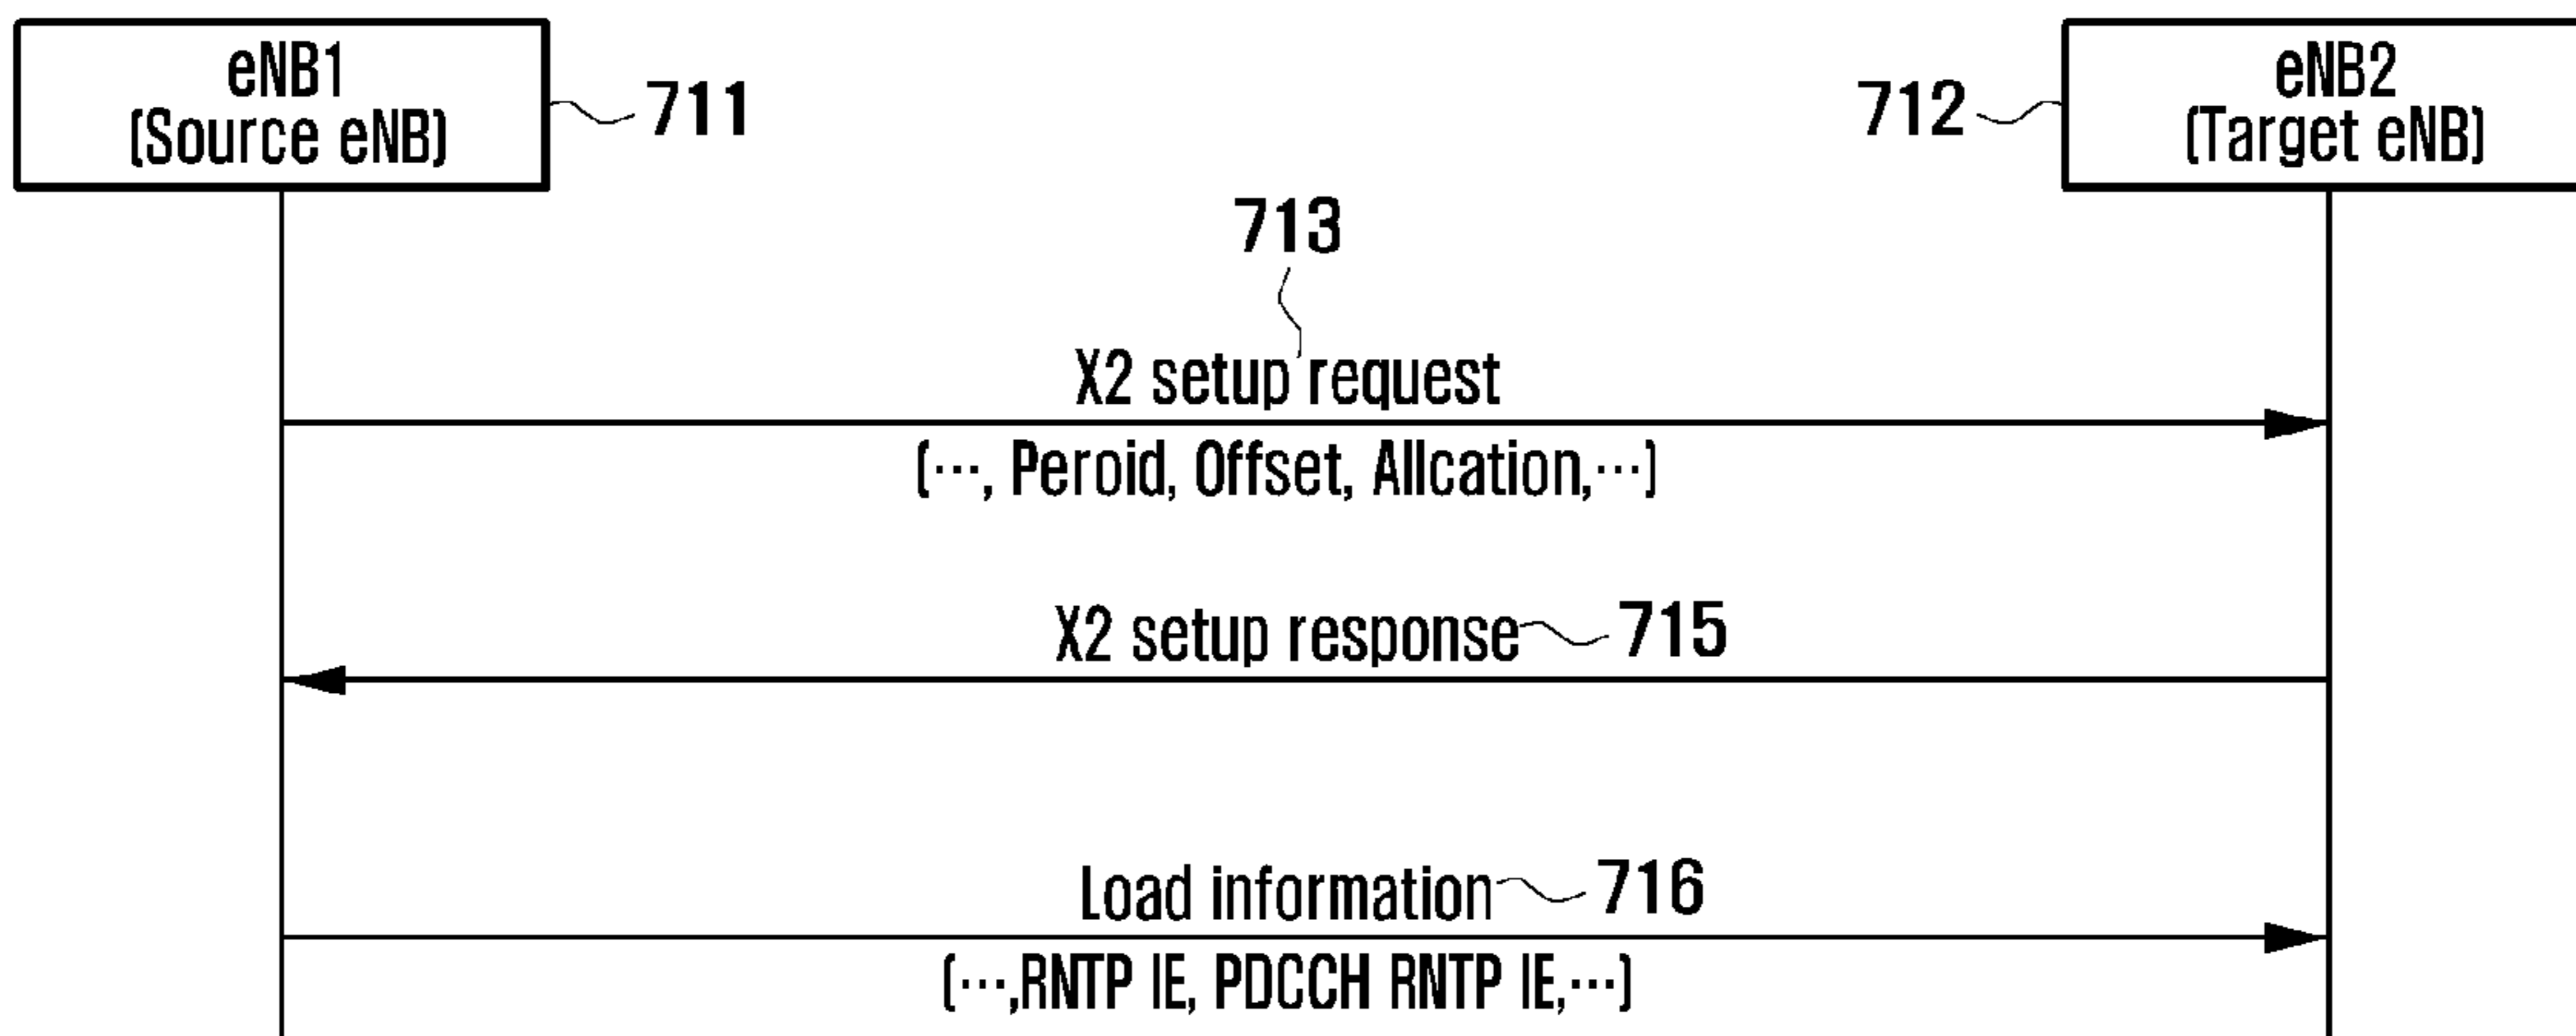 eNB1
(Source eNB)
711
712
eNB2
(Target eNB)
713
X2 setup request
(⋯, Peroid, Offset, Allcation,⋯)
X2 setup response
715
Load information
716
(⋯,RNTP IE, PDCCH RNTP IE,⋯)